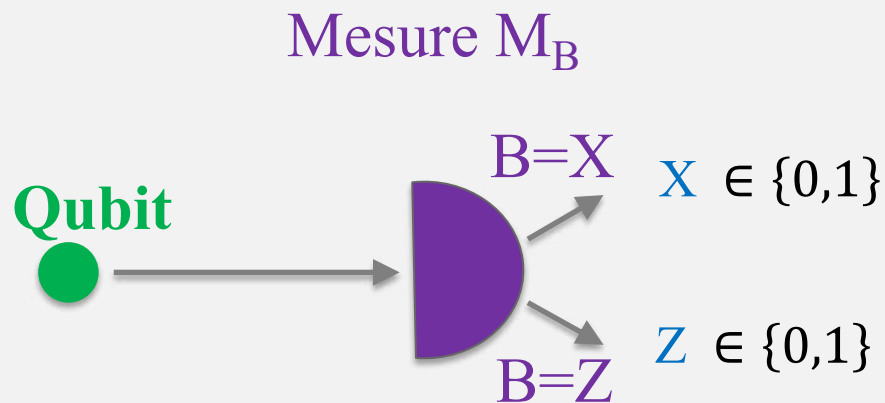 Mesure M_B
B=X
X ∈ {0,1}
Qubit
Z ∈ {0,1}
B=Z